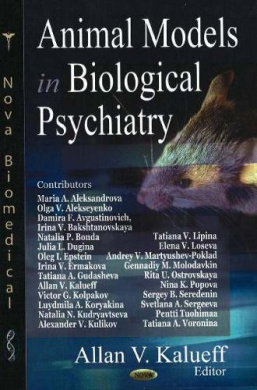 Nova Biomedical
Animal Models
in Biological
Psychiatry
Contributors
Maria A. Aleksandrova
Olga V. Alekseyenko
Damira F. Avgustinovich,
Irina V. Bakshtanovskaya
Natalia P. Bonda
Julia L. Dugina
Oleg I. Epstein
Irina V. Ermakova
Tatiana A. Gudasheva
Allan V. Kalueff
Victor G. Kolpakov
Luydmila A. Koryakina
Natalia N. Kudryavtseva
Alexander V. Kulikov
Tatiana V. Lipina
Elena V. Loseva
Andrey V. Martyushev-Poklad
Gennadiy M. Molodavkin
Rita U. Ostrovskaya
Nina K. Popova
Sergey B. Seredenin
Svetlana A. Sergeeva
Pentti Tuohimaa
Tatiana A. Voronina
Allan V. Kalueff
Editor